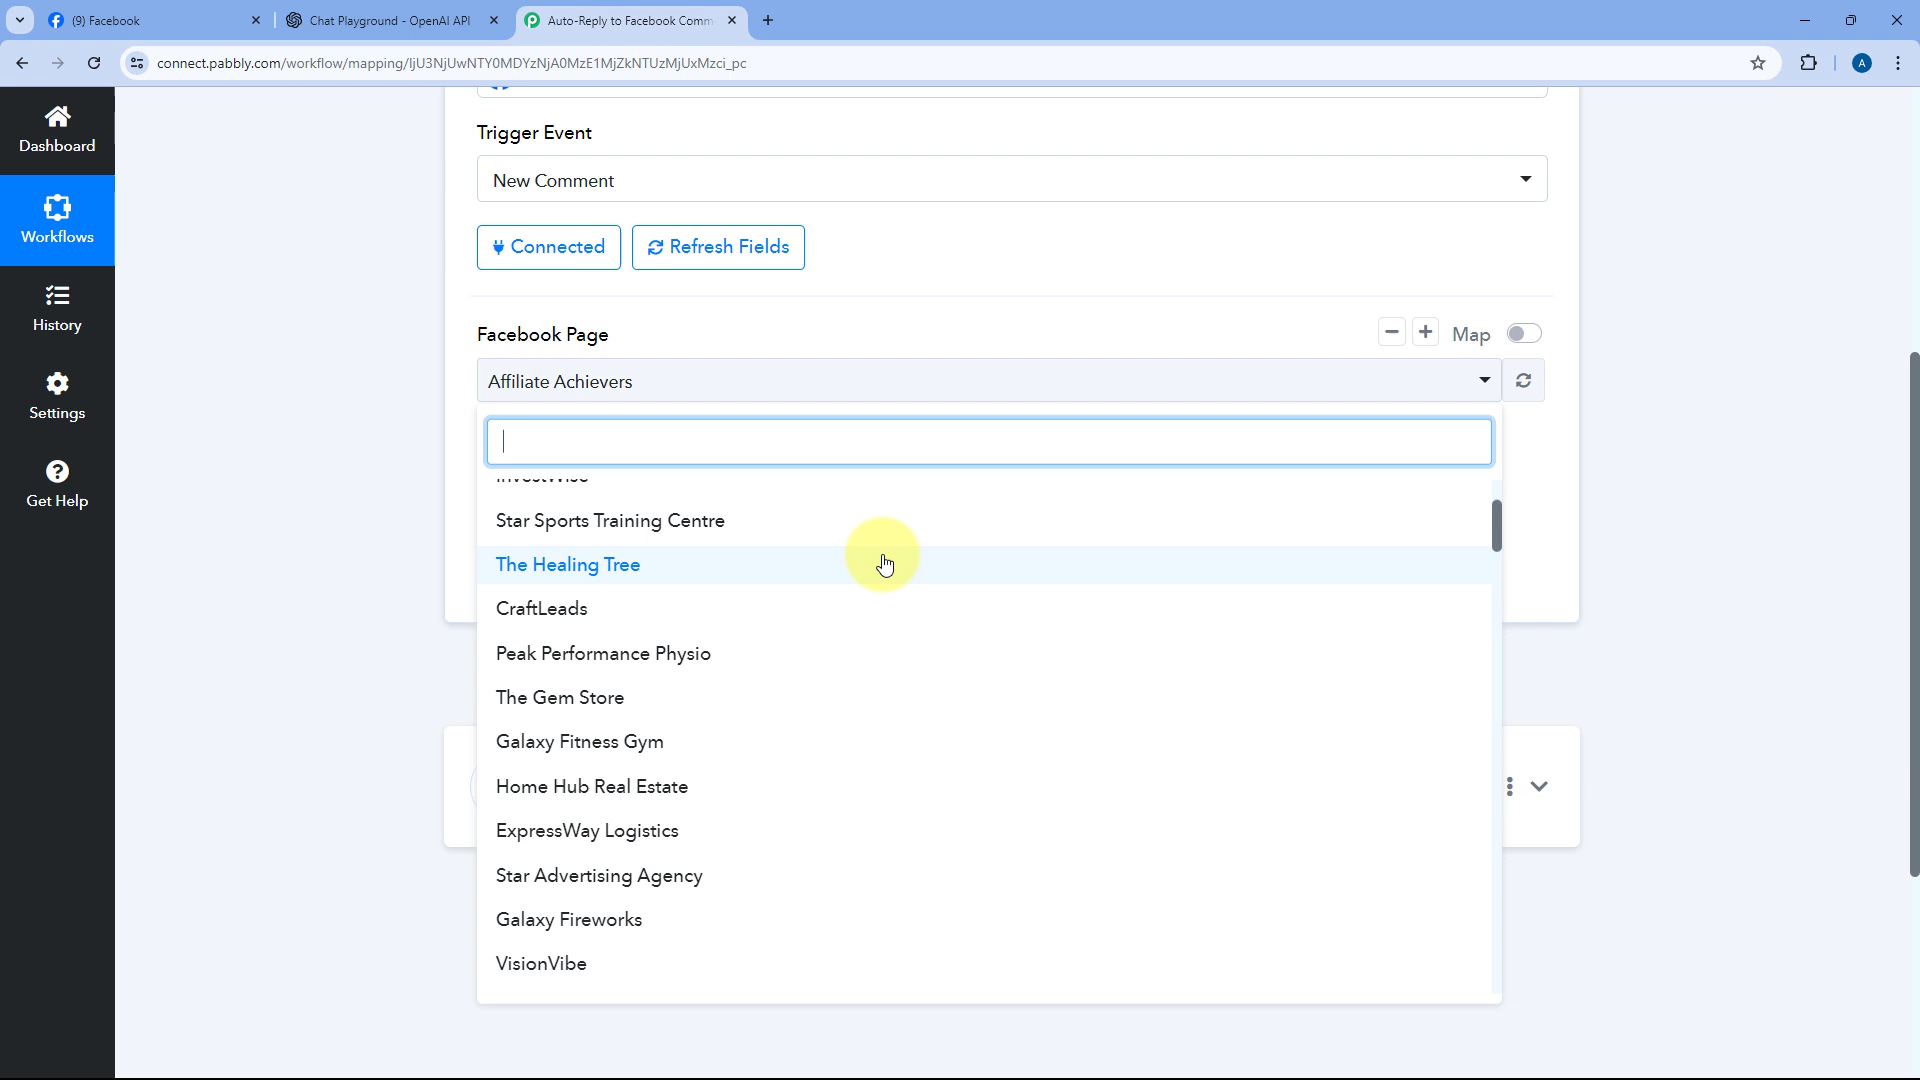 (9) Facebook
Chat Playground - OpenAI API
Auto-Reply to Facebook Comm
connect.pabbly.com/workflow/mapping/IjU3NjUwNTY0MDYzNjA0MzE1MjZkNTUzMjUxMzci_pc
A
Dashboard
Workflows
History
Settings
Get Help
Trigger Event
New Comment
Connected
Refresh Fields
Facebook Page
Map
Affiliate Achievers
InvestWise
Star Sports Training Centre
The Healing Tree
CraftLeads
Peak Performance Physio
The Gem Store
Galaxy Fitness Gym
Home Hub Real Estate
ExpressWay Logistics
Star Advertising Agency
Galaxy Fireworks
VisionVibe